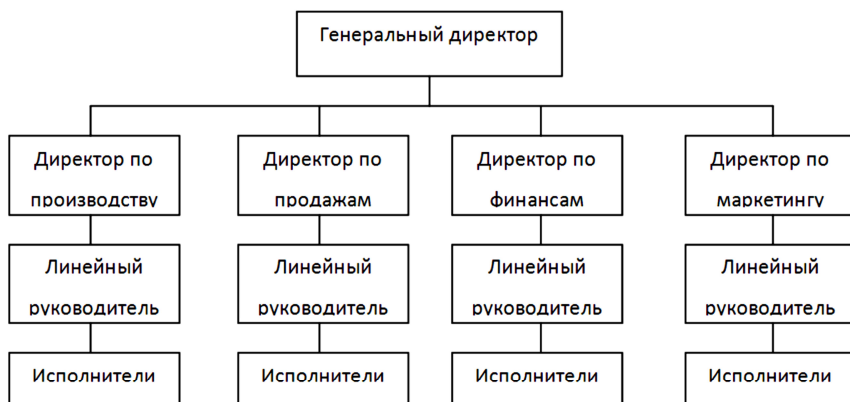 Генеральный директор
Директор по
производству
Директор по
продажам
Директор по
финансам
Директор по
маркетингу
Линейный
руководитель
Линейный
руководитель
Линейный
руководитель
Линейный
руководитель
Исполнители
Исполнители
Исполнители
Исполнители